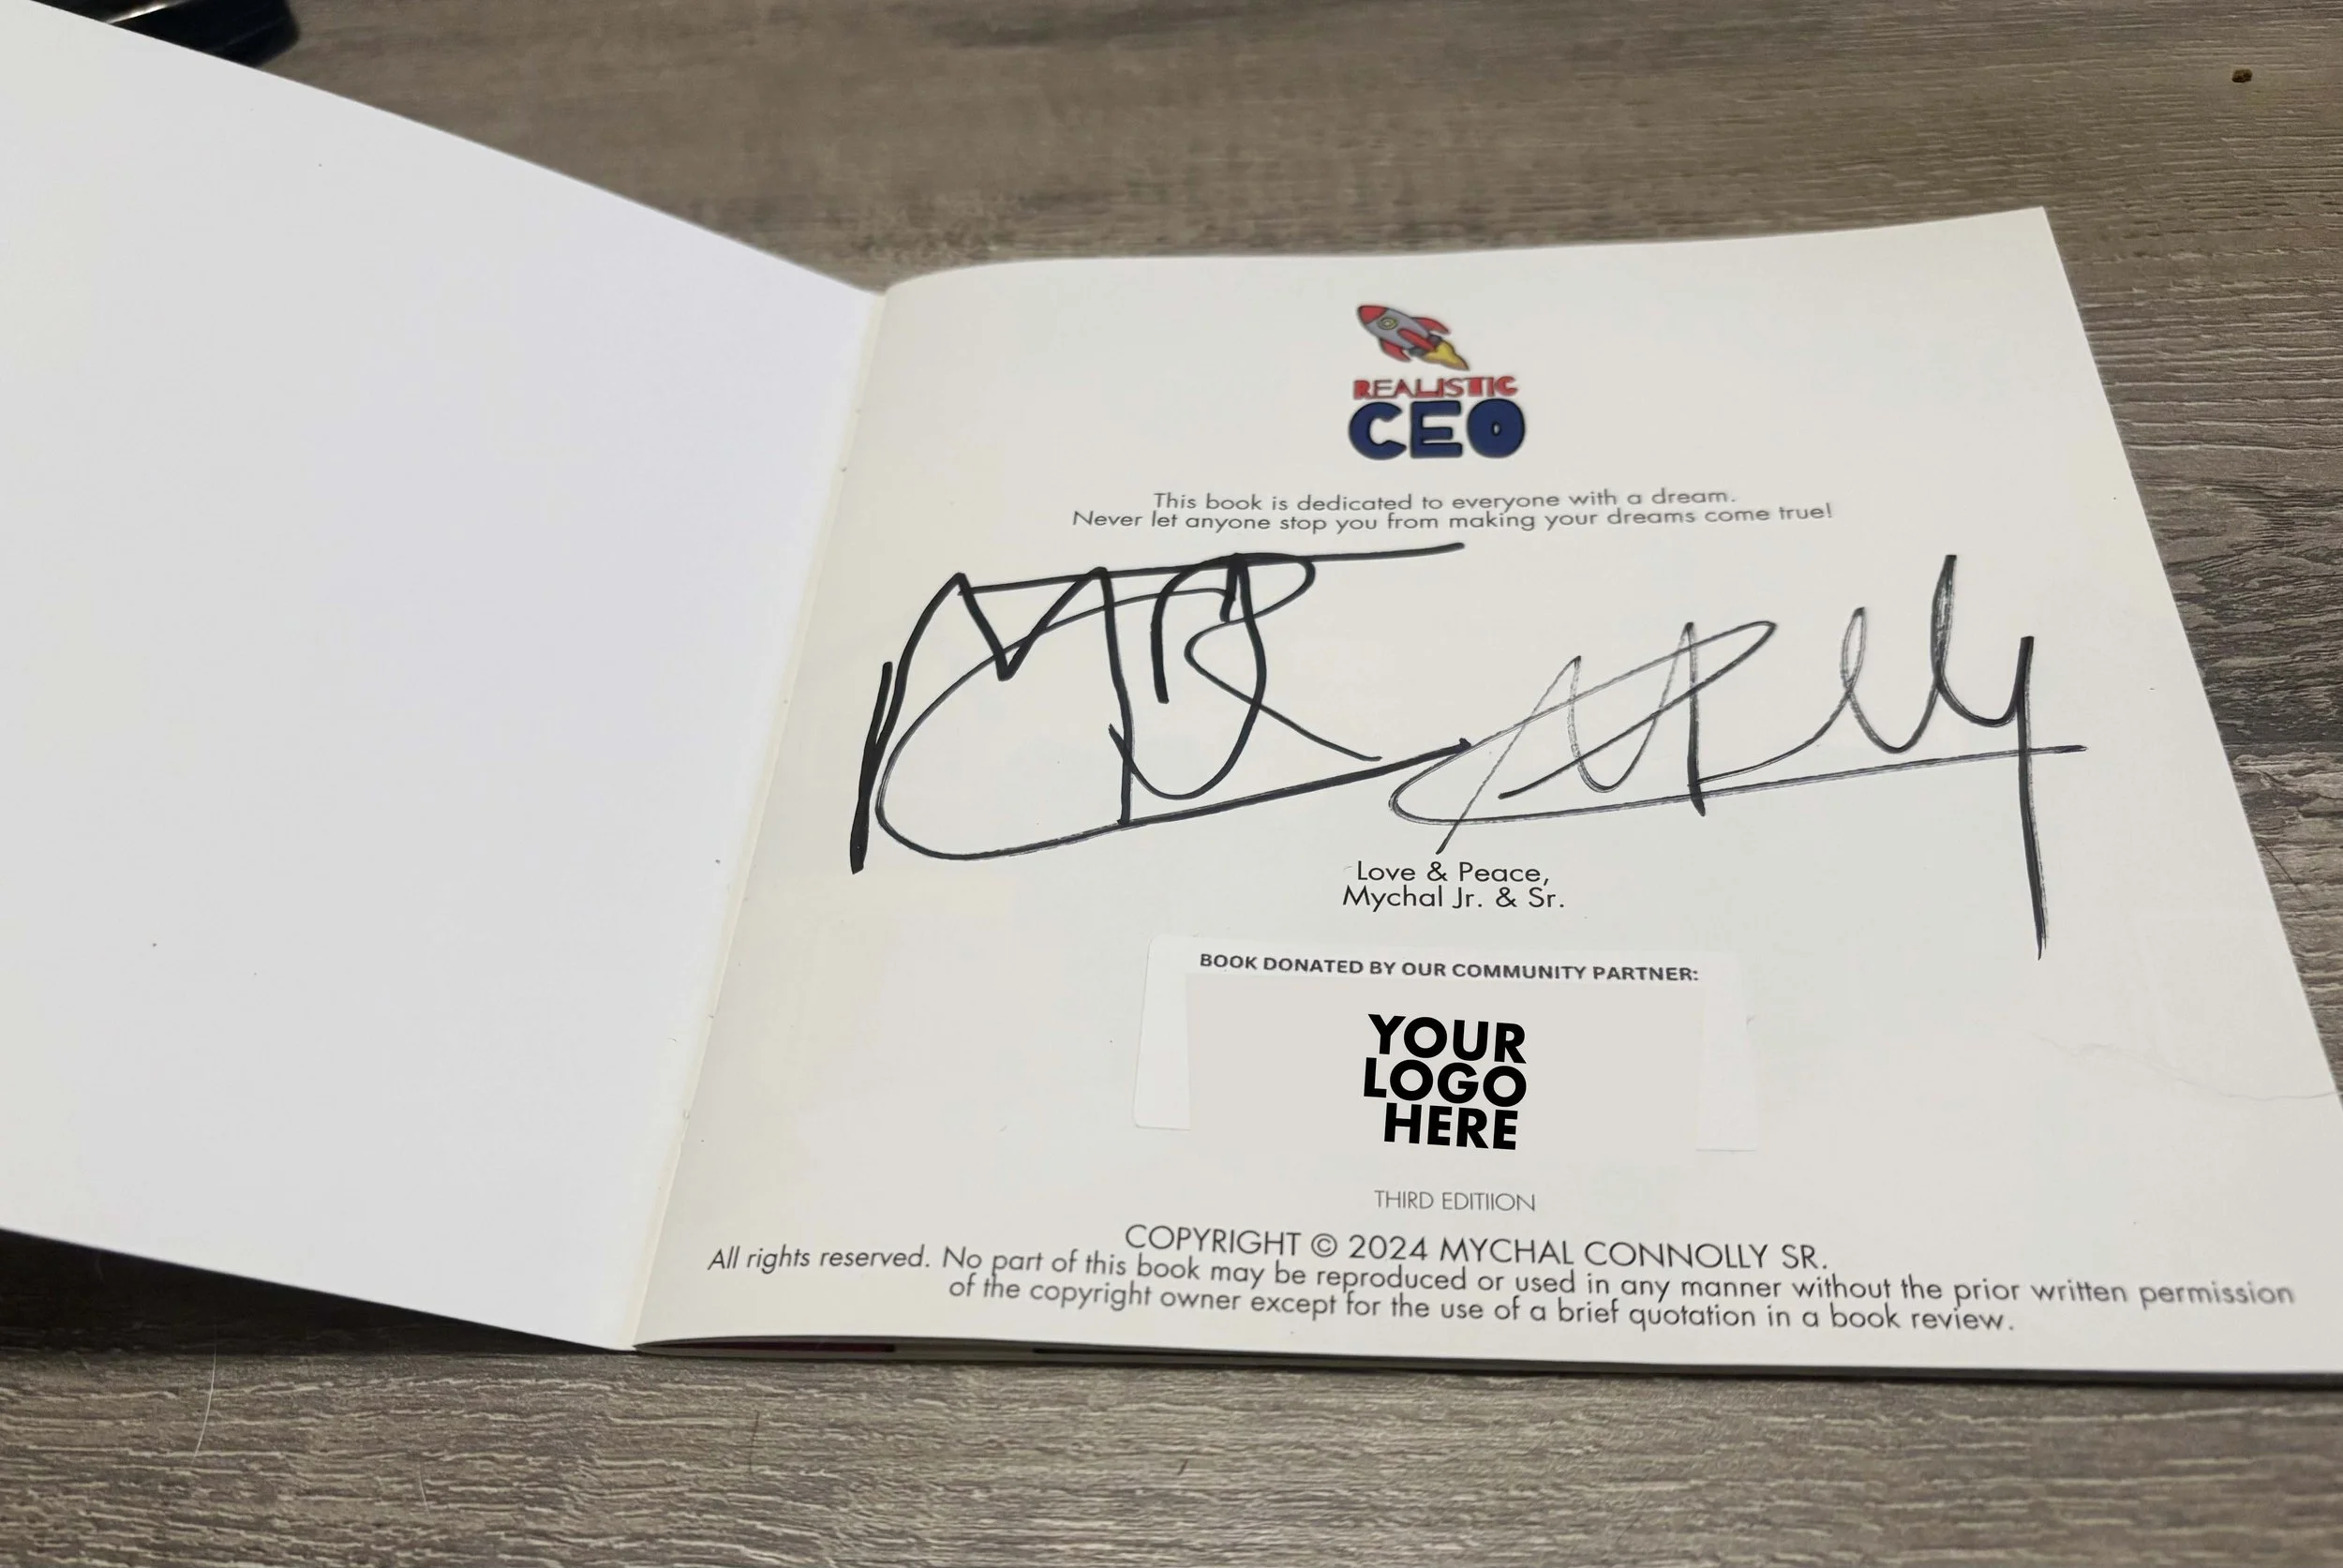 REALISTIC
CEO
This book is dedicated to everyone with a dream.
Never let anyone stop you from making your dreams come true!
Love & Peace,
Mychal Jr. & Sr.
BOOK DONATED BY OUR COMMUNITY PARTNER:
YOUR
LOGO
HERE
THIRD EDITIION
COPYRIGHT © 2024 MYCHAL CONNOLLY SR.
All rights reserved. No part of this book may be reproduced or used in any manner without the prior written permission
of the copyright owner except for the use of a brief quotation in a book review.